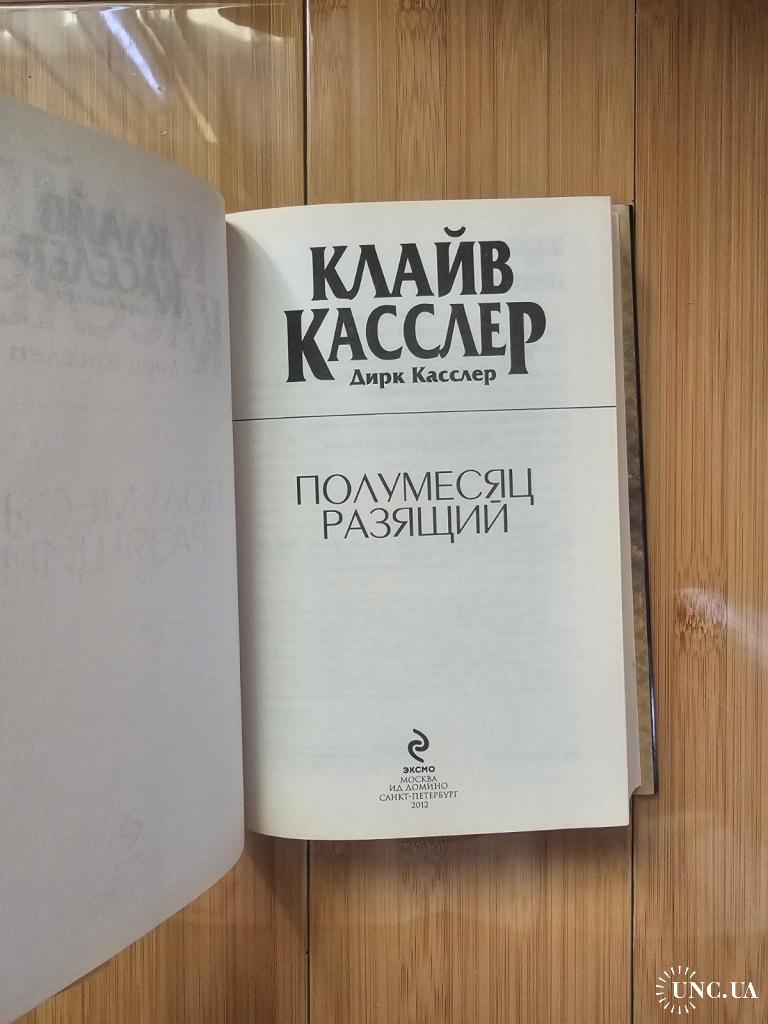 КЛАЙВ
КАССЛЕР
Дирк Касслер
ПОЛУМЕСЯЦ
РАЗЯЩИЙ
ЭКСМО
МОСКВА
ИД ДОМИНО
САНКТ-ПЕТЕРБУРГ
2012
UNC.UA